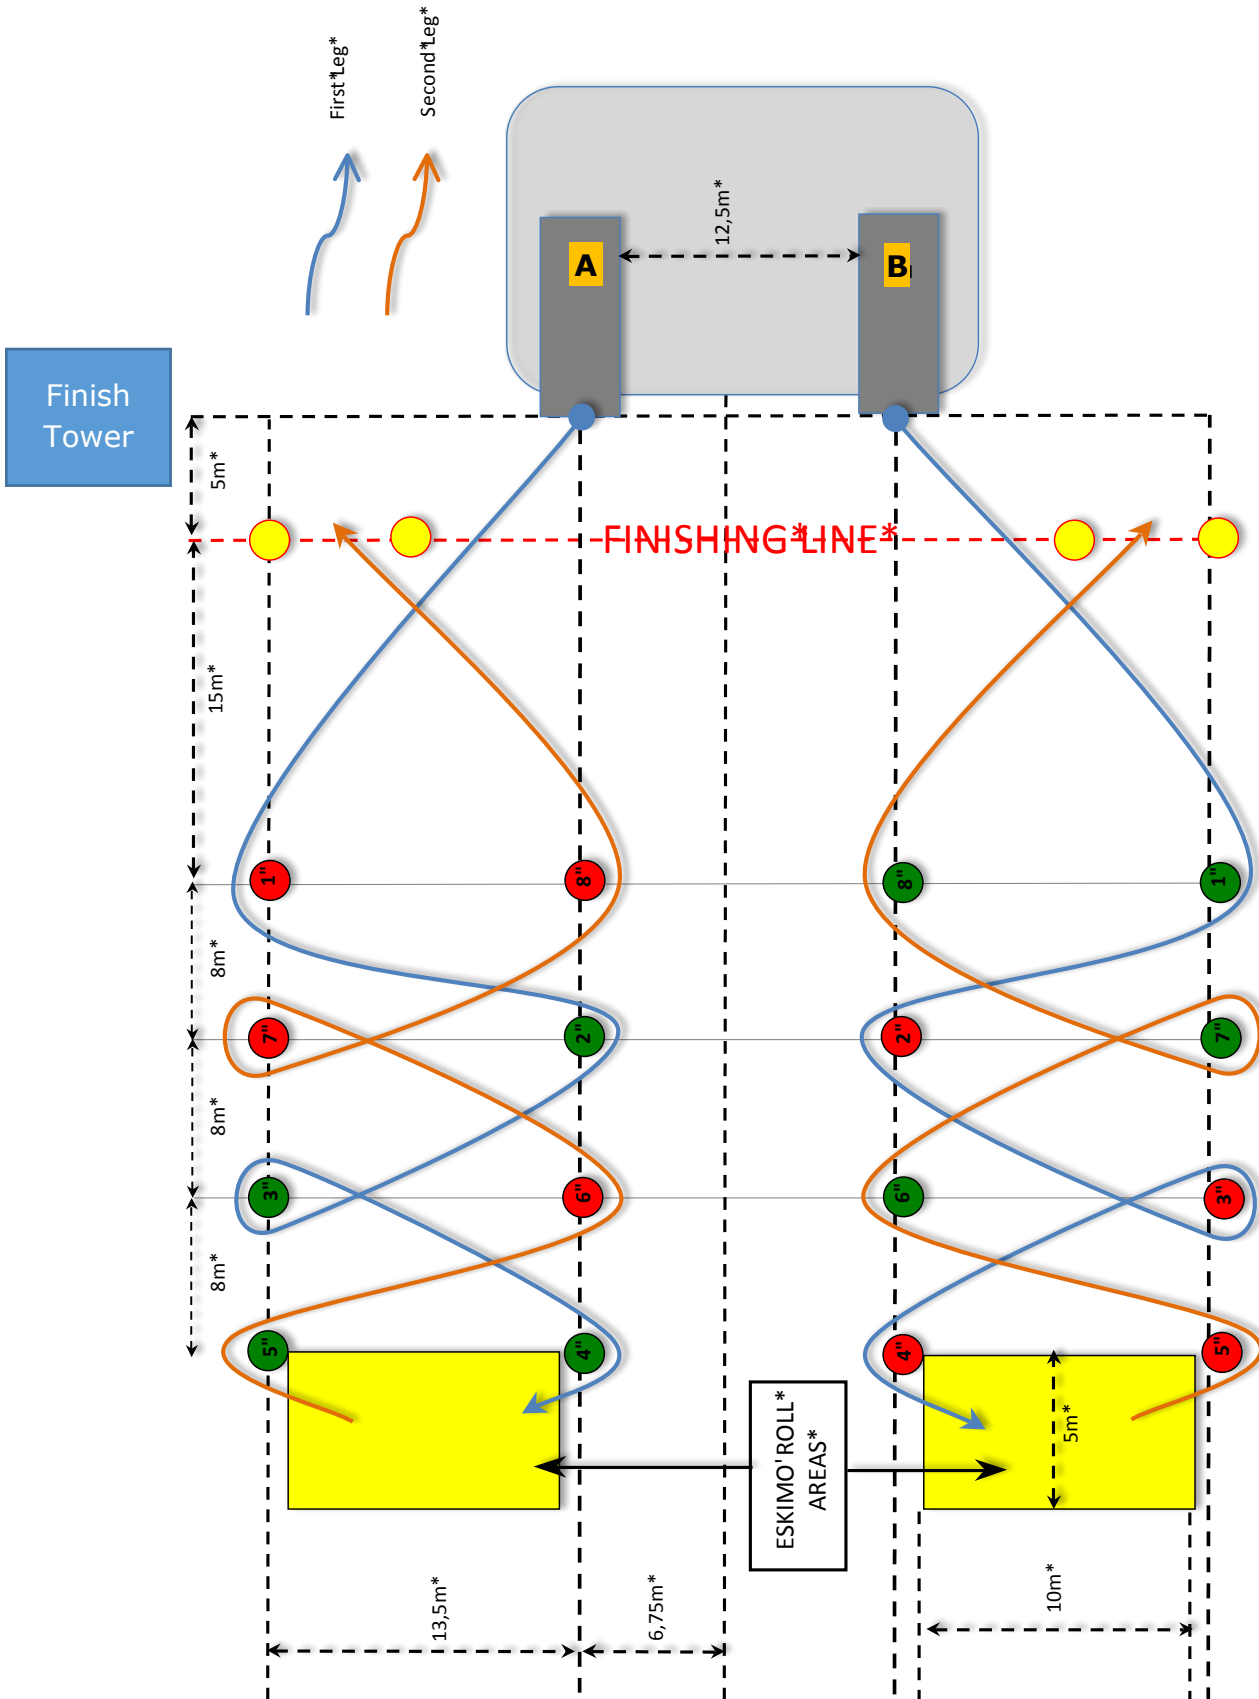 First*Leg*
Second*Leg*
12,5m*
A
B
Finish
Tower
5m*
FINISHING*LINE*
15m*
1"
8"
8"
1"
8m*
7"
2"
2"
7"
8m*
3"
6"
6"
3"
8m*
5"
4"
4"
5"
5m*
ESKIMO'ROLL*
AREAS*
13,5m*
6,75m*
10m*